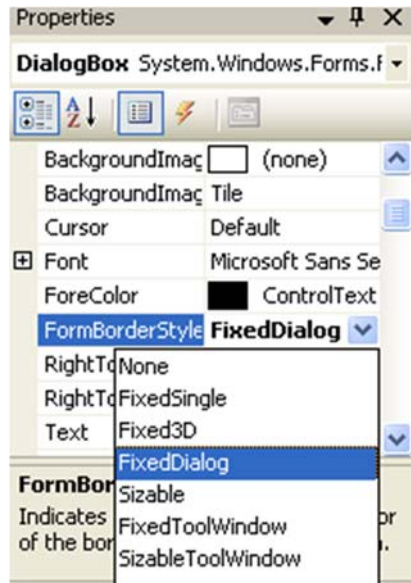 Properties
DialogBox System.Windows.Forms.F
BackgroundImag (none)
BackgroundImag Tile
Cursor Default
Font Microsoft Sans Se
ForeColor ControlText
FormBorderStyle FixedDialog
RightTo
None
RightTo
FixedSingle
Text
Fixed3D
FixedDialog
FormBor
Sizable
Indicates
FixedToolWindow
or
of the bor
SizableToolWindow